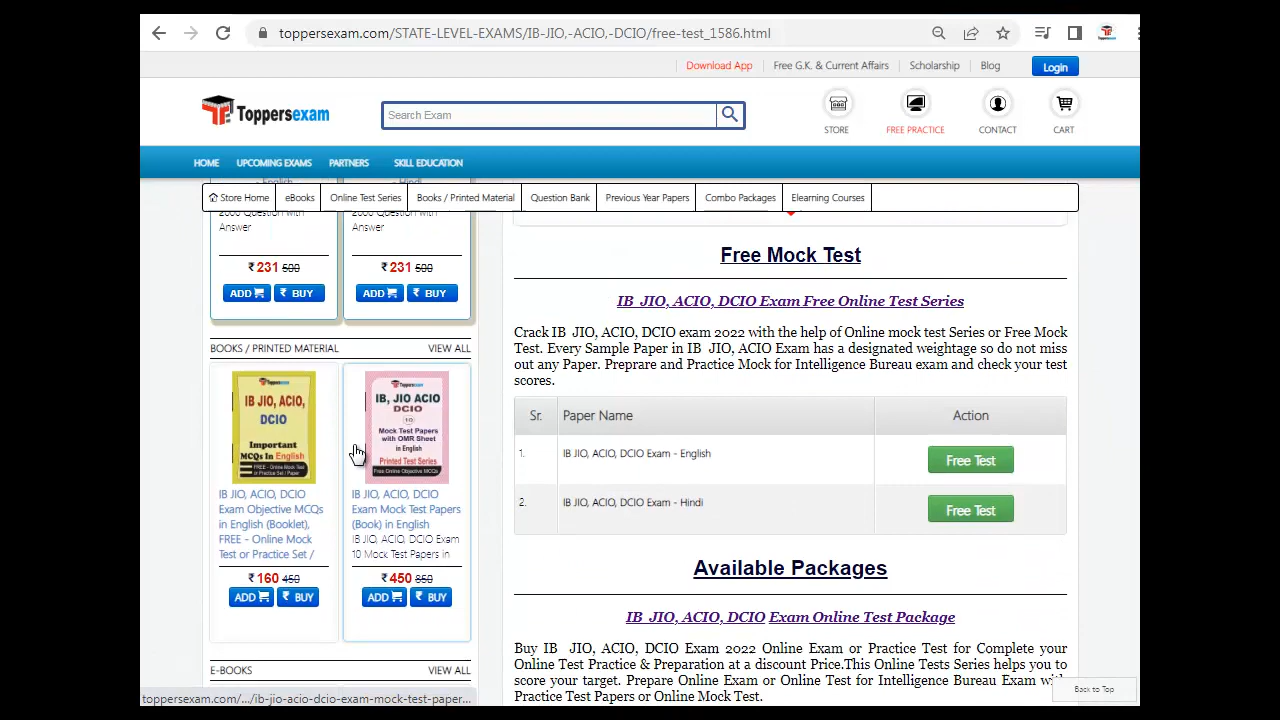 toppersexam.com/STATE-LEVEL-EXAMS/IB-JIO,-ACIO,-DCIO/free-test_1586.html
Download App
Free G.K. & Current Affairs
Scholarship
Blog
Login
Toppersexam
Search Exam
STORE
FREE PRACTICE
CONTACT
CART
HOME
UPCOMING EXAMS
PARTNERS
SKILL EDUCATION
Store Home
eBooks
Online Test Series
Books / Printed Material
Question Bank
Previous Year Papers
Combo Packages
Elearning Courses
Answer
₹ 231 500
ADD
₹ BUY
Answer
₹ 231 500
ADD
₹ BUY
BOOKS / PRINTED MATERIAL
VIEW ALL
Toppersexam
IB JIO, ACIO,
DCIO
Important
MCQs In English
IB JIO, ACIO, DCIO
Exam Objective MCQs
in English (Booklet),
FREE - Online Mock
Test or Practice Set /
₹ 160 450
ADD
₹ BUY
Toppersexam
IB, JIO ACIO
DCIO
10
Mock Test Papers
with OMR Sheet
in English
Printed Test Series
Free Online Objective MCQs
IB JIO, ACIO, DCIO
Exam Mock Test Papers
(Book) in English
IB JIO, ACIO, DCIO Exam
10 Mock Test Papers in
₹ 450 850
ADD
₹ BUY
E-BOOKS
VIEW ALL
Free Mock Test
IB JIO, ACIO, DCIO Exam Free Online Test Series
Crack IB JIO, ACIO, DCIO exam 2022 with the help of Online mock test Series or Free Mock
Test. Every Sample Paper in IB JIO, ACIO Exam has a designated weightage so do not miss
out any Paper. Preprare and Practice Mock for Intelligence Bureau exam and check your test
scores.
Sr.
Paper Name
Action
1.
IB JIO, ACIO, DCIO Exam - English
Free Test
2.
IB JIO, ACIO, DCIO Exam - Hindi
Free Test
Available Packages
IB JIO, ACIO, DCIO Exam Online Test Package
Buy IB JIO, ACIO, DCIO Exam 2022 Online Exam or Practice Test for Complete your
Online Test Practice & Preparation at a discount Price.This Online Tests Series helps you to
score your target. Prepare Online Exam or Online Test for Intelligence Bureau Exam with
Practice Test Papers or Online Mock Test.
Back to Top
toppersexam.com/.../ib-jio-acio-dcio-exam-mock-test-paper...